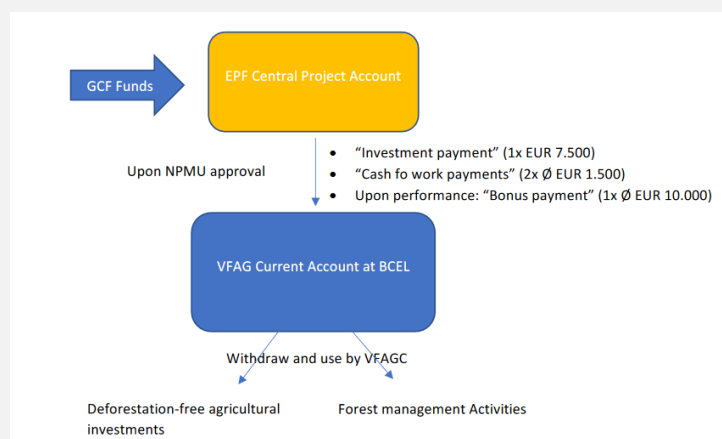 GCF Funds
EPF Central Project Account
Upon NPMU approval
• “Investment payment” (1x EUR 7.500)
• “Cash fo work payments” (2x Ø EUR 1.500)
• Upon performance: “Bonus payment” (1x Ø EUR 10.000)
VFAG Current Account at BCEL
Withdraw and use by VFAGC
Deforestation-free agricultural
investments
Forest management Activities